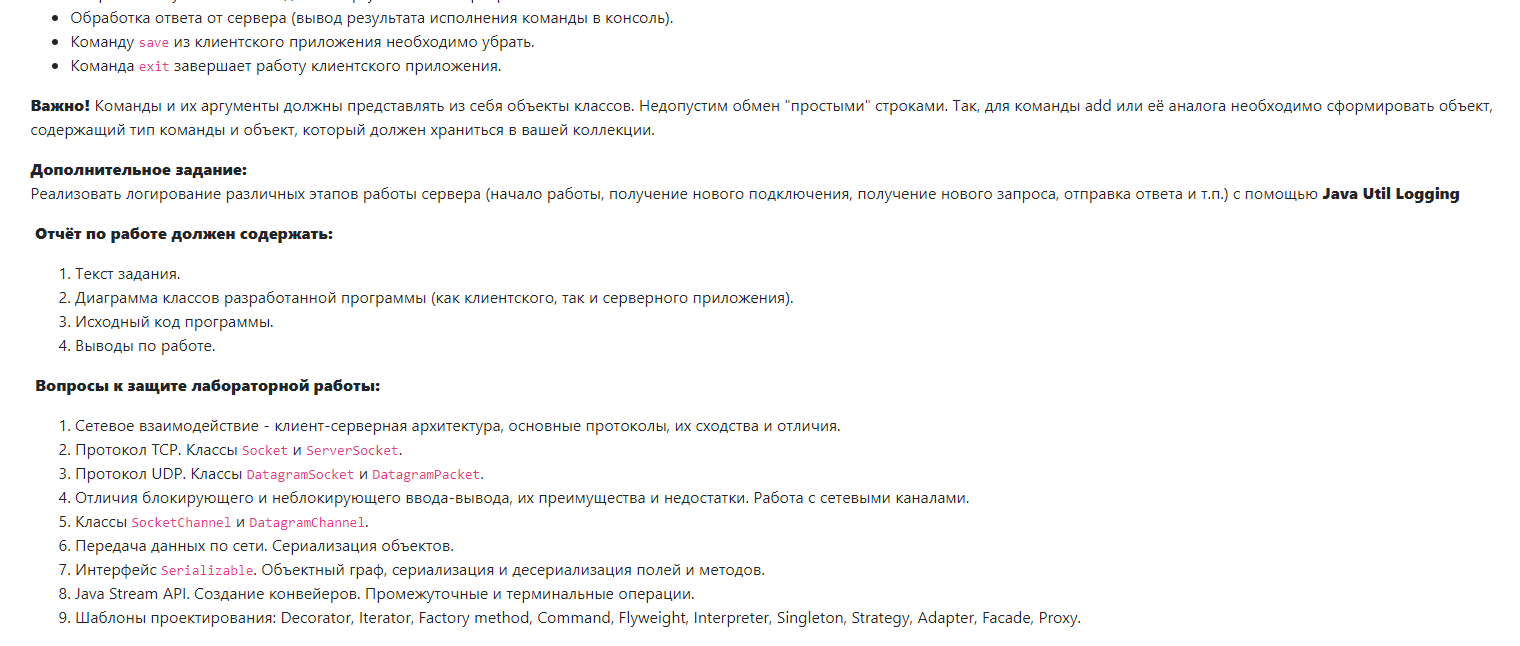 • Обработка ответа от сервера (вывод результата исполнения команды в консоль).
• Команду save из клиентского приложения необходимо убрать.
• Команда exit завершает работу клиентского приложения.
Важно! Команды и их аргументы должны представлять из себя объекты классов. Недопустим обмен "простыми" строками. Так, для команды add или её аналога необходимо сформировать объект,
содержащий тип команды и объект, который должен храниться в вашей коллекции.
Дополнительное задание:
Реализовать логирование различных этапов работы сервера (начало работы, получение нового подключения, получение нового запроса, отправка ответа и т.п.) с помощью Java Util Logging
Отчёт по работе должен содержать:
1. Текст задания.
2. Диаграмма классов разработанной программы (как клиентского, так и серверного приложения).
3. Исходный код программы.
4. Выводы по работе.
Вопросы к защите лабораторной работы:
1. Сетевое взаимодействие - клиент-серверная архитектура, основные протоколы, их сходства и отличия.
2. Протокол TCP. Классы Socket и ServerSocket.
3. Протокол UDP. Классы DatagramSocket и DatagramPacket.
4. Отличия блокирующего и неблокирующего ввода-вывода, их преимущества и недостатки. Работа с сетевыми каналами.
5. Классы SocketChannel и DatagramChannel.
6. Передача данных по сети. Сериализация объектов.
7. Интерфейс Serializable. Объектный граф, сериализация и десериализация полей и методов.
8. Java Stream API. Создание конвейеров. Промежуточные и терминальные операции.
9. Шаблоны проектирования: Decorator, Iterator, Factory method, Command, Flyweight, Interpreter, Singleton, Strategy, Adapter, Facade, Proxy.